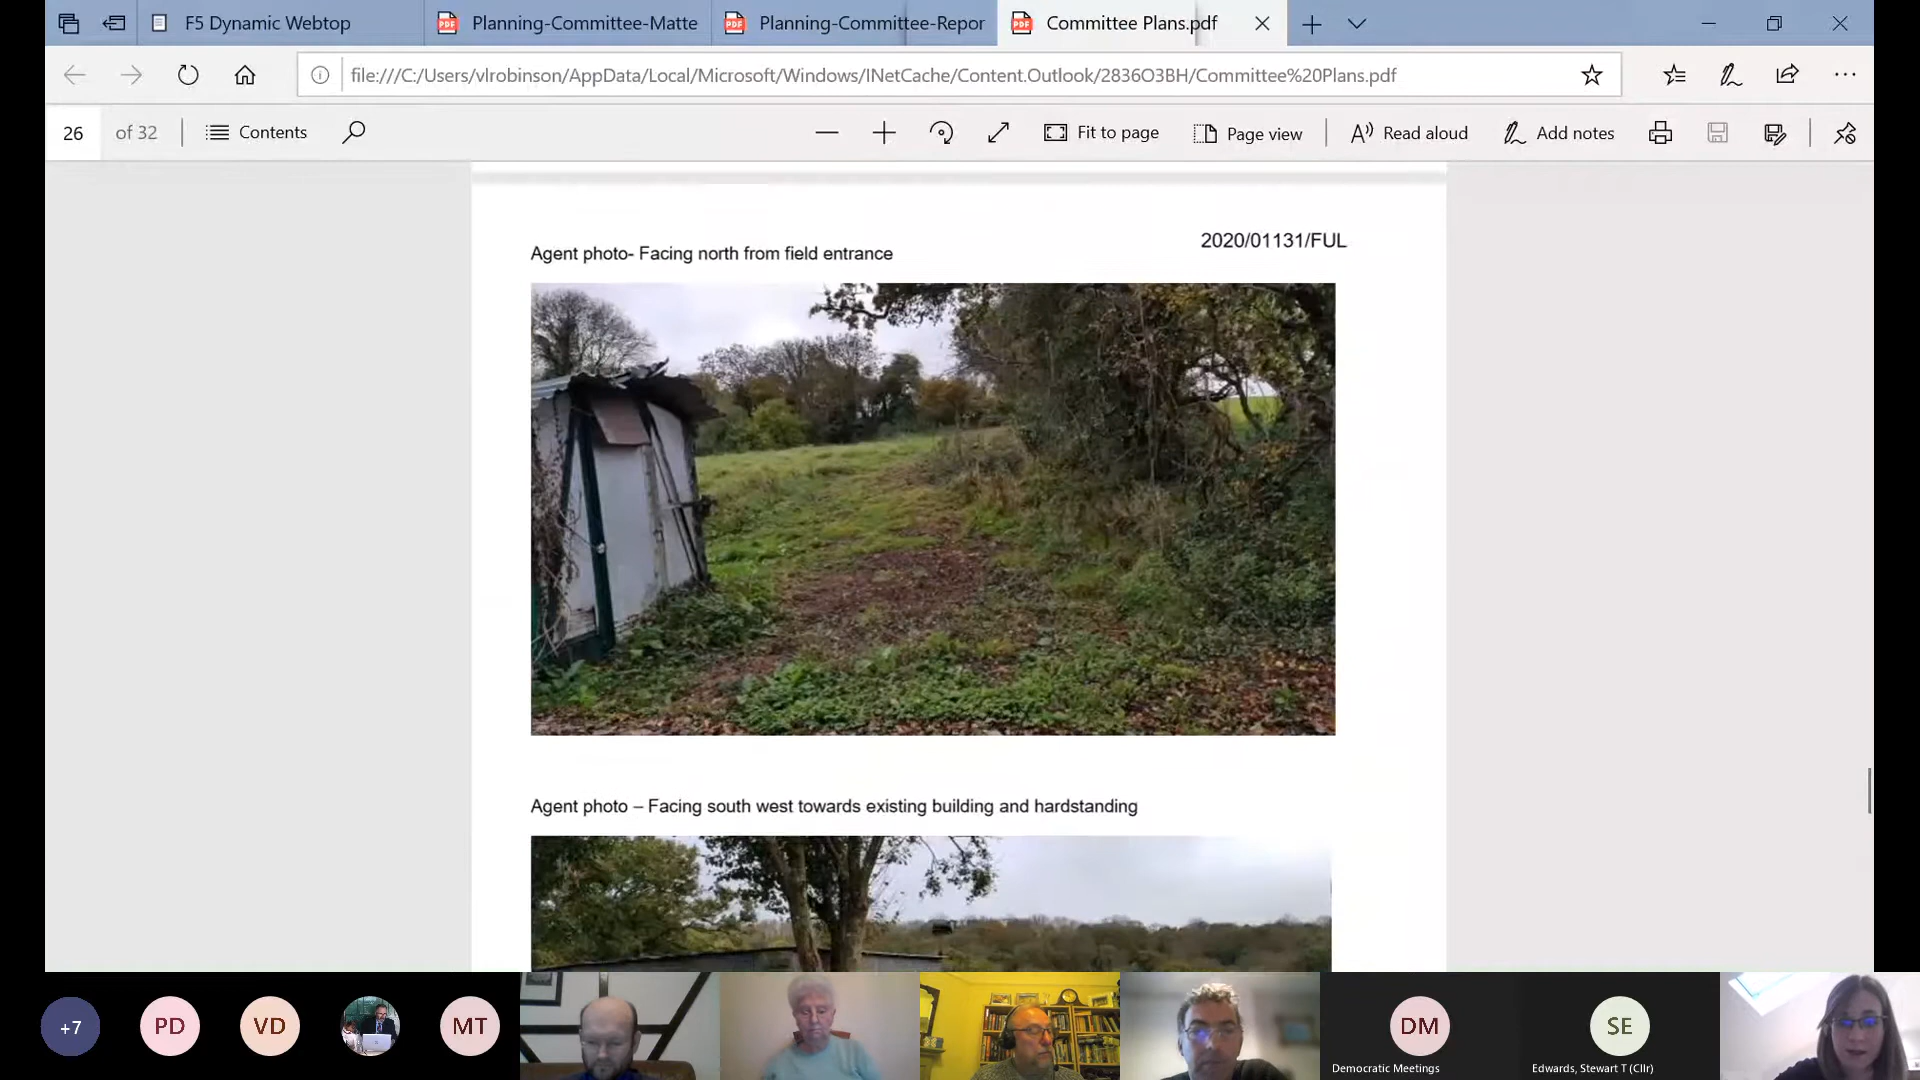 F5 Dynamic Webtop
Planning-Committee-Matte
Planning-Committee-Repor
Committee Plans.pdf
file:///C:/Users/vlrobinson/AppData/Local/Microsoft/Windows/INetCache/Content.Outlook/2836O3BH/Committee%20Plans.pdf
26 of 32
Contents
Fit to page
Page view
Read aloud
Add notes
2020/01131/FUL
Agent photo- Facing north from field entrance
Agent photo – Facing south west towards existing building and hardstanding
+7
PD
VD
MT
DM
SE
Democratic Meetings
Edwards, Stewart T (Cllr)